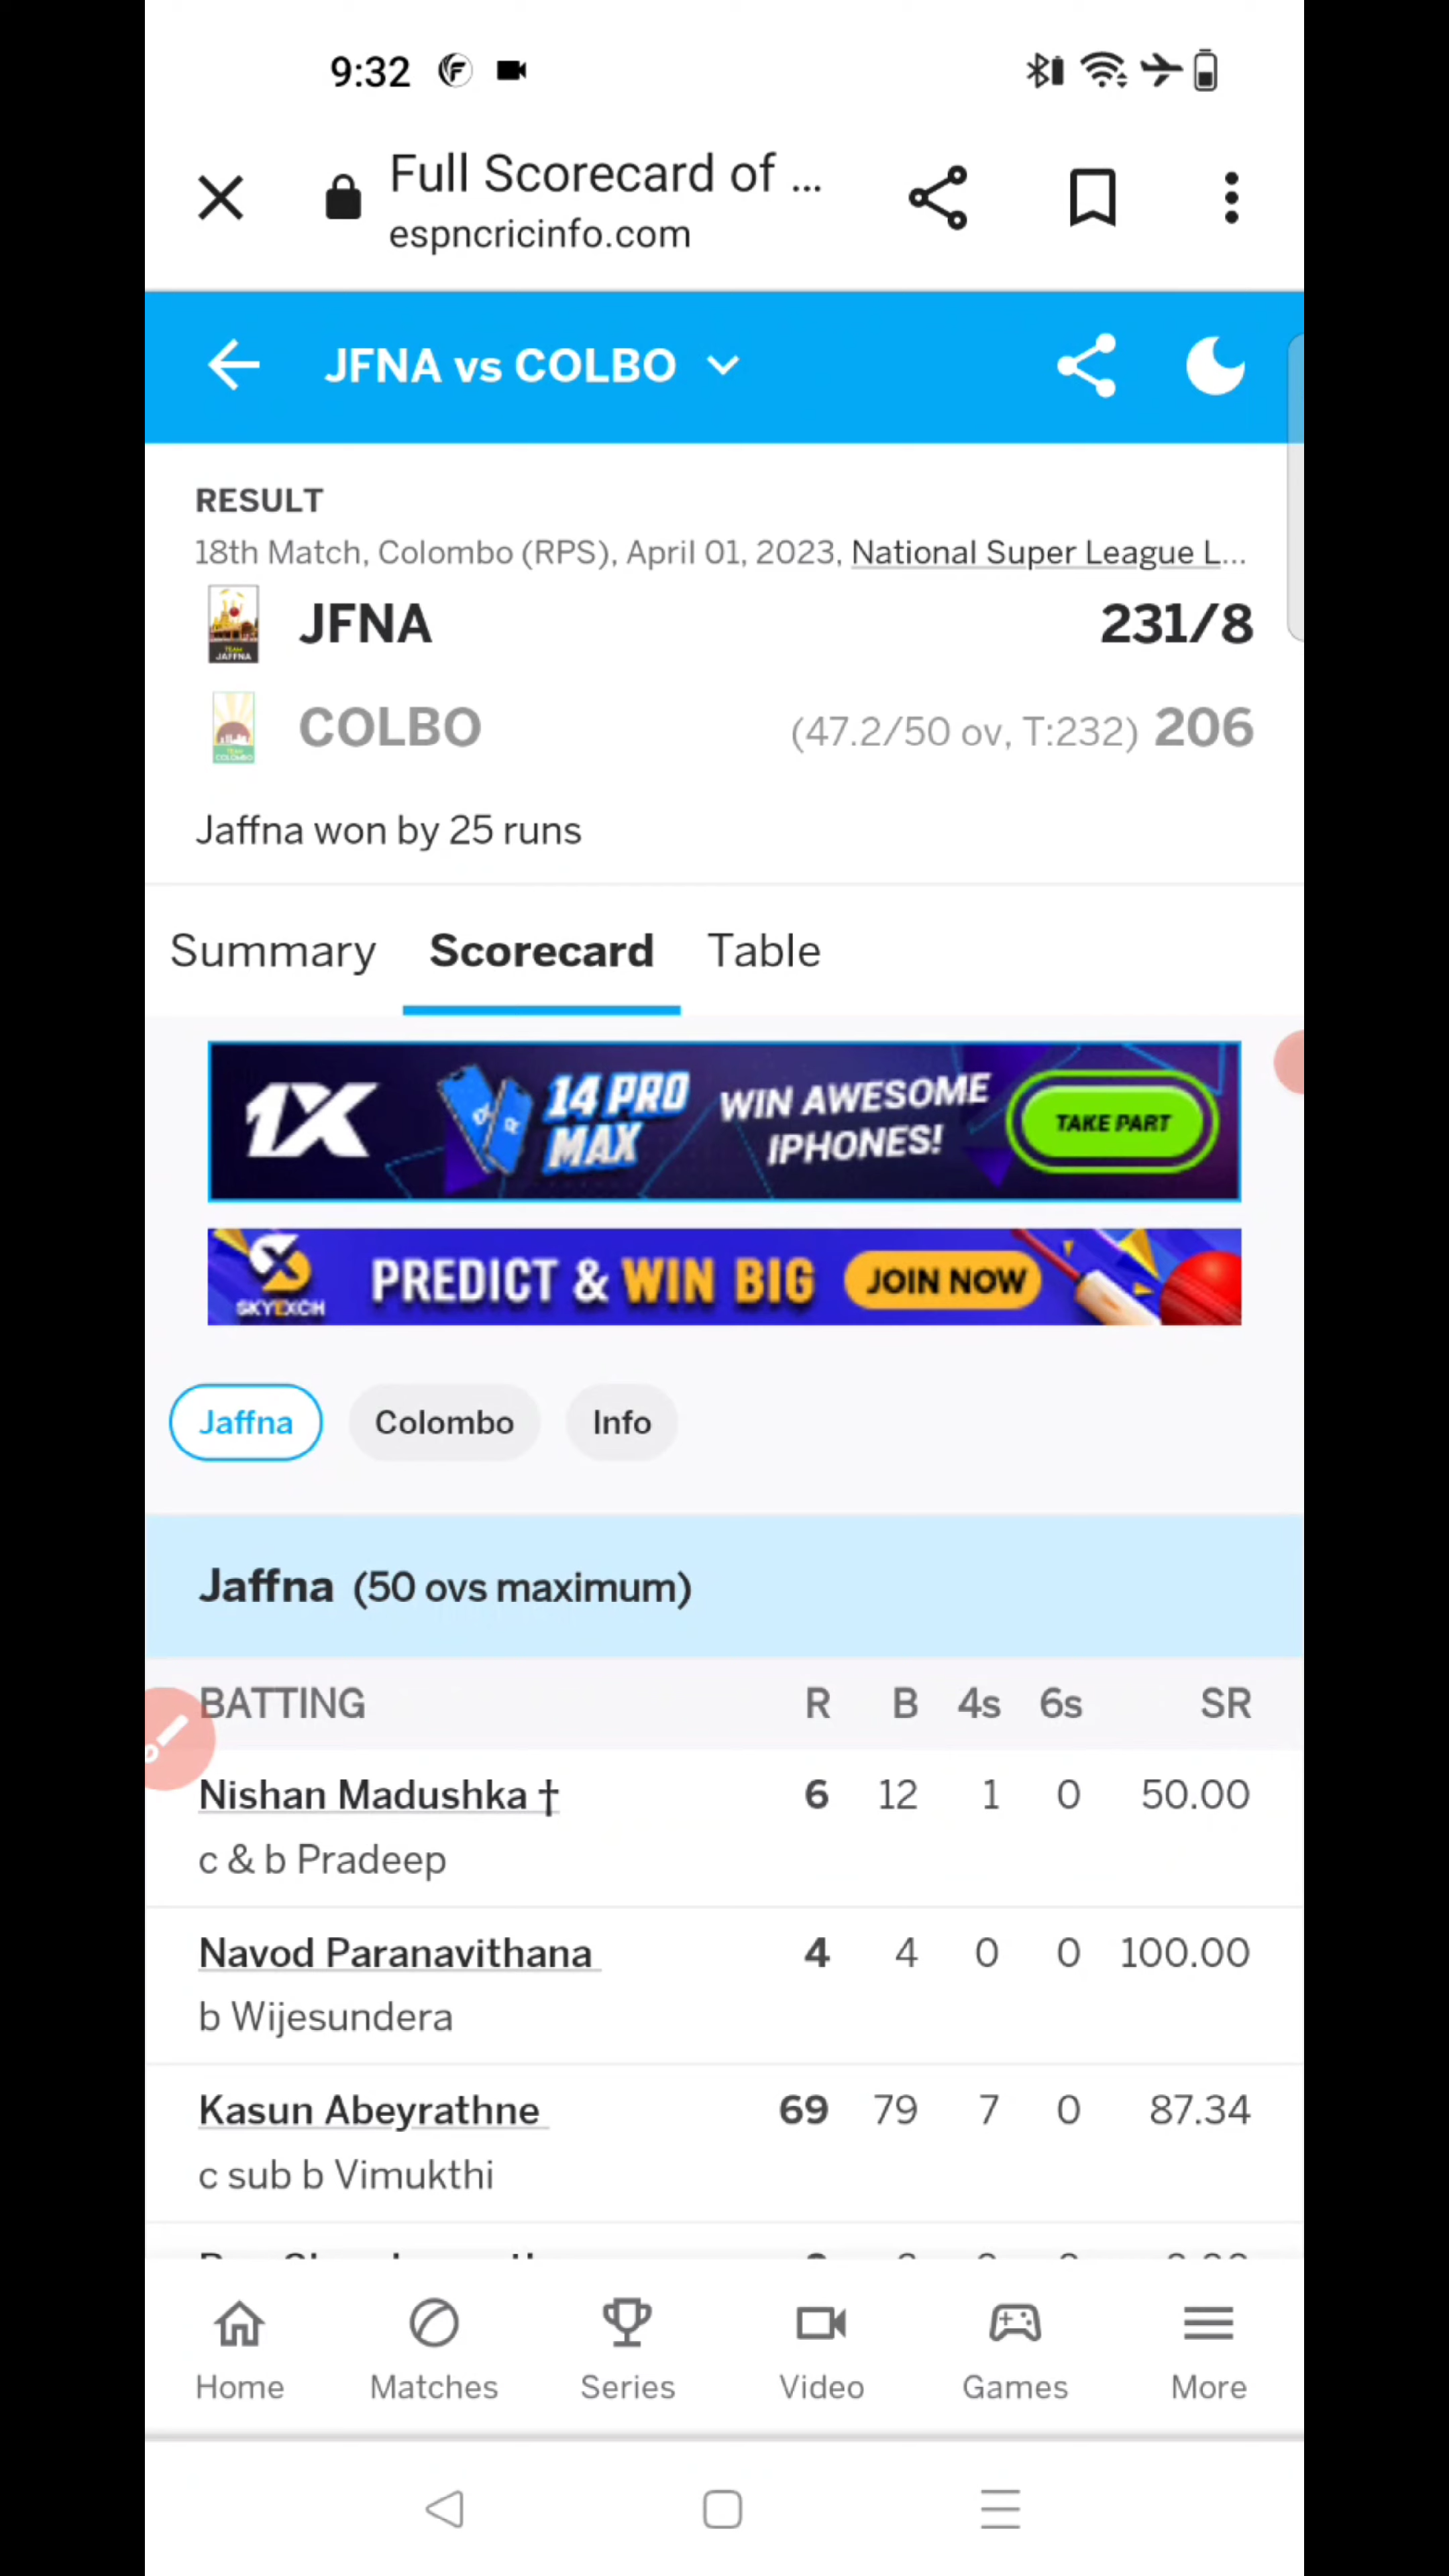 9:32
Full Scorecard of ...
espncricinfo.com
JFNA vs COLBO
RESULT
18th Match, Colombo (RPS), April 01, 2023, National Super League L...
TEAM
JAFFNA
JFNA 231/8
TEAM
COLOMBO
COLBO (47.2/50 ov, T:232) 206
Jaffna won by 25 runs
Summary Scorecard Table
1X 14 PRO MAX WIN AWESOME IPHONES! TAKE PART
SKYEXCH PREDICT & WIN BIG JOIN NOW
Jaffna Colombo Info
Jaffna (50 ovs maximum)
BATTING R B 4s 6s SR
Nishan Madushka † 6 12 1 0 50.00
c & b Pradeep
Navod Paranavithana 4 4 0 0 100.00
b Wijesundera
Kasun Abeyrathne 69 79 7 0 87.34
c sub b Vimukthi
Home Matches Series Video Games More